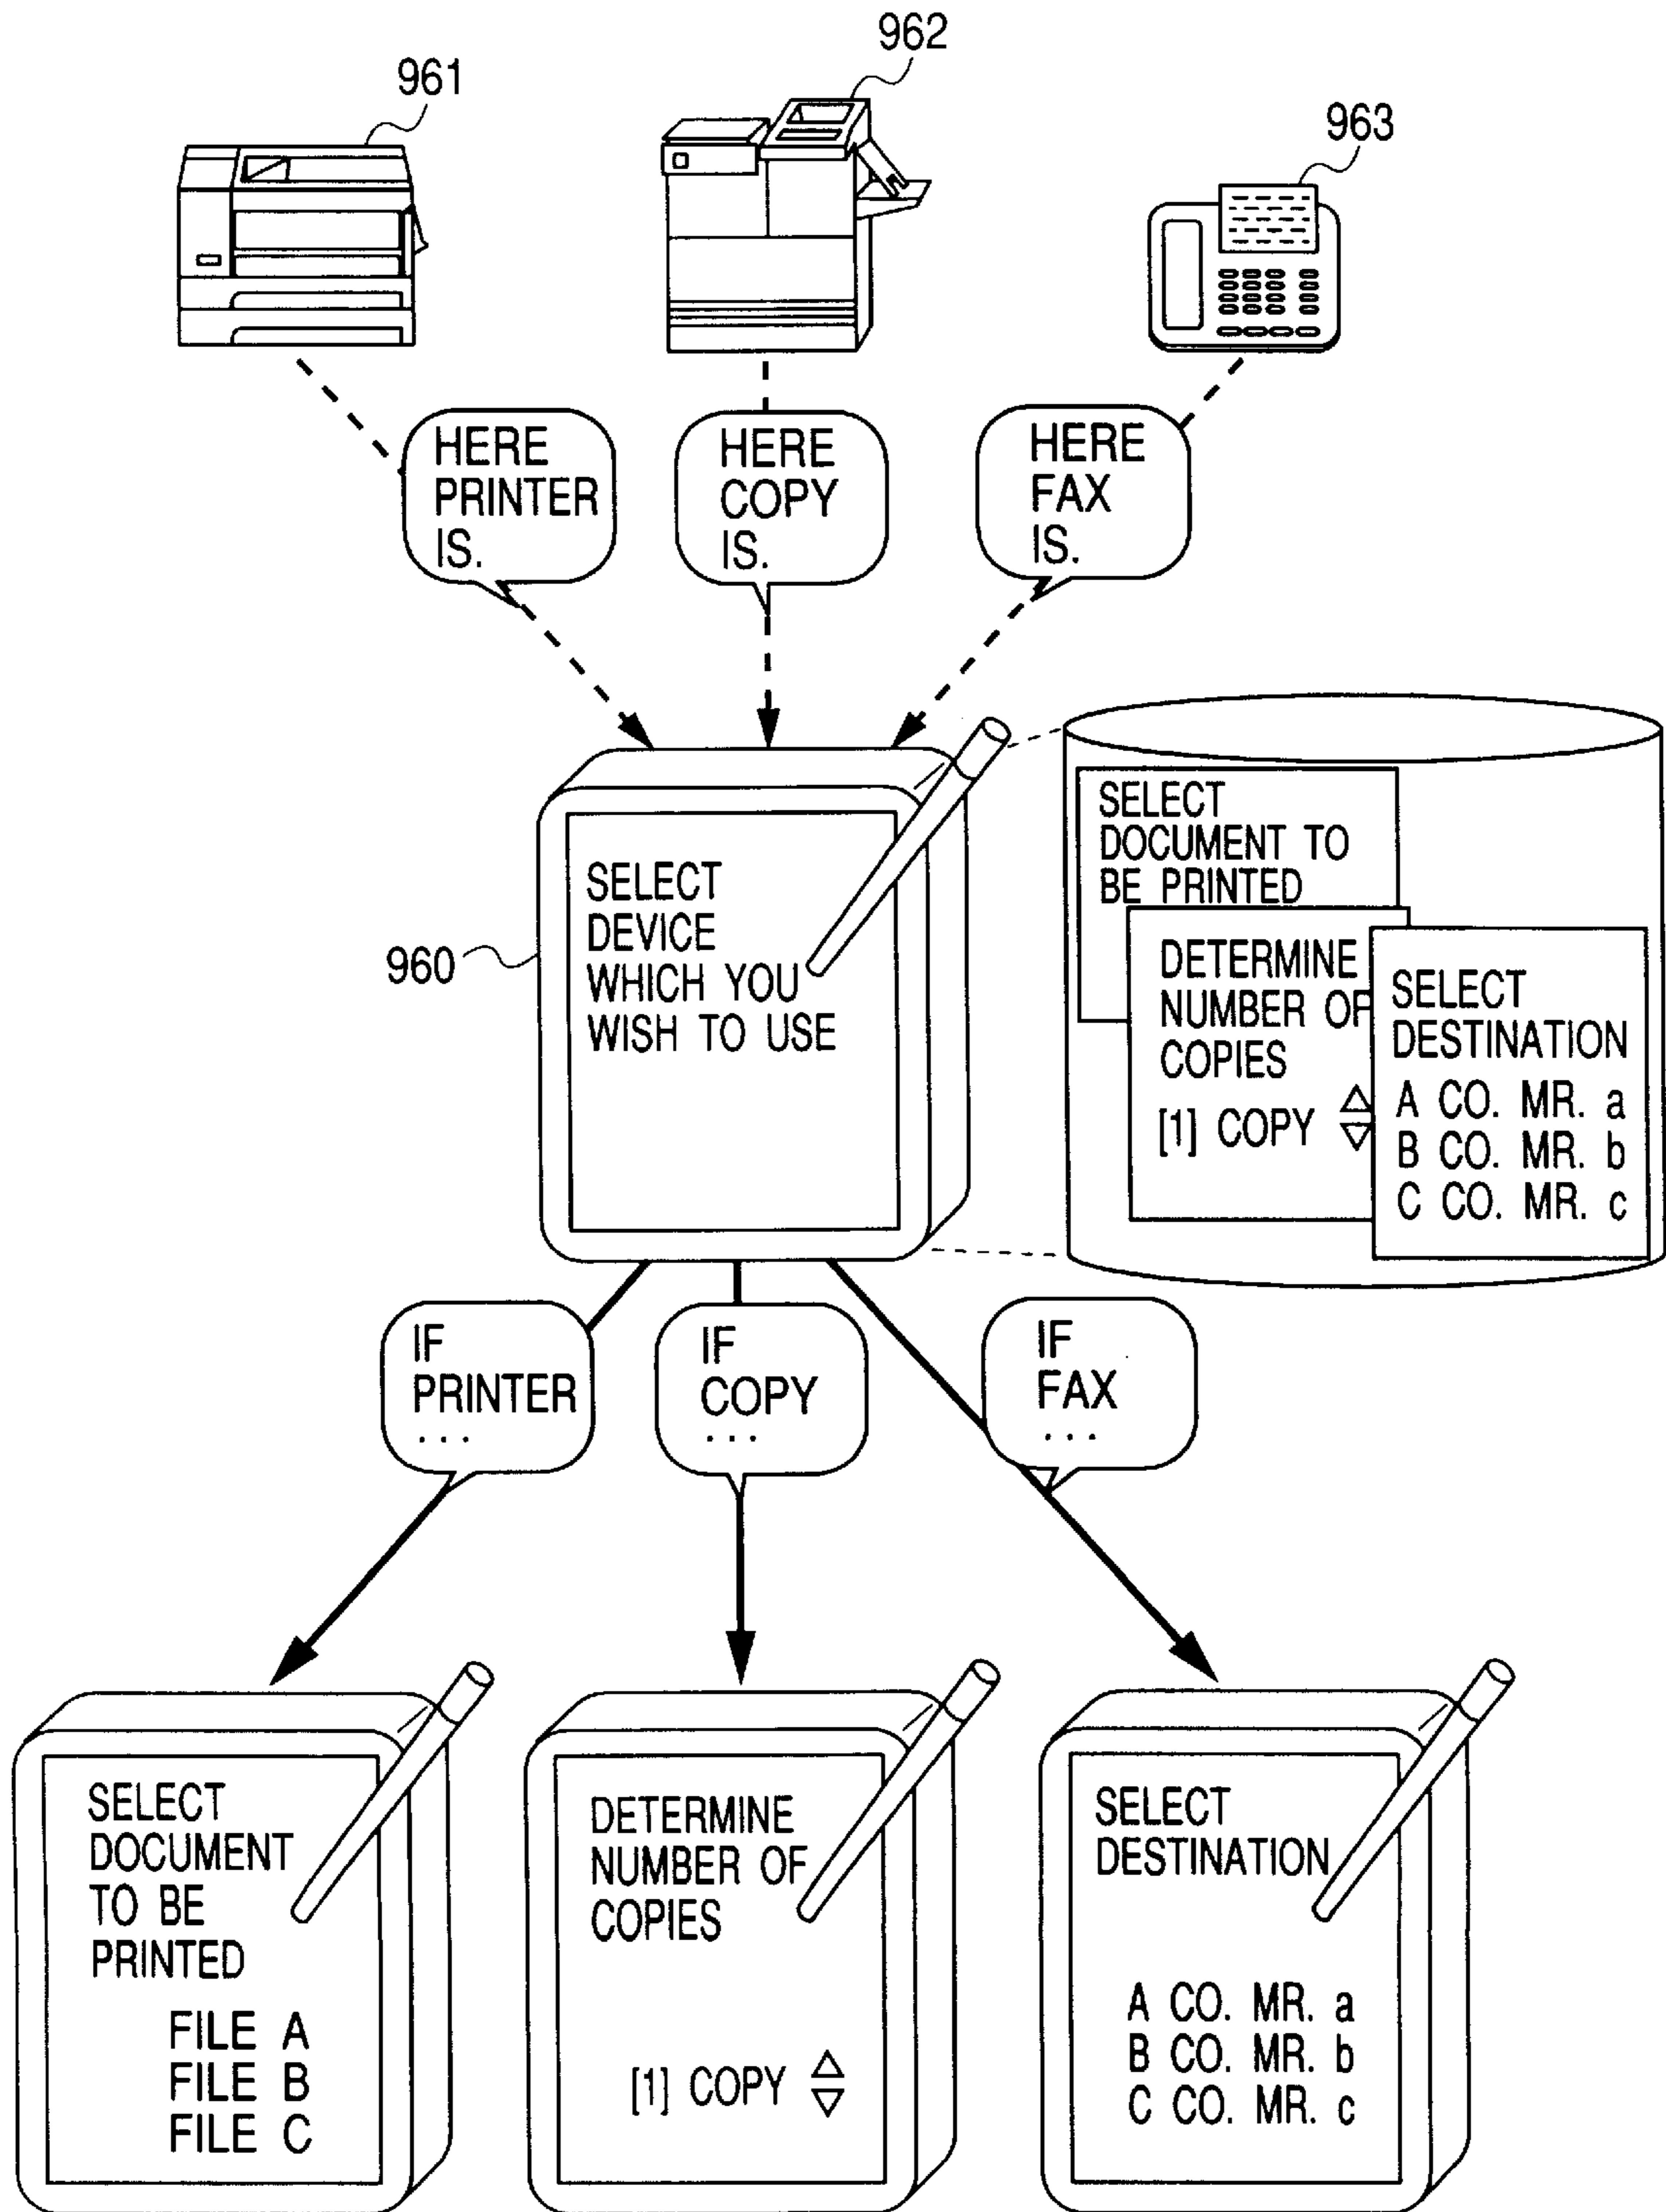 961
962
963
HERE
PRINTER
IS.
HERE
COPY
IS.
HERE
FAX
IS.
960
SELECT
DEVICE
WHICH YOU
WISH TO USE
SELECT
DOCUMENT TO
BE PRINTED
DETERMINE
NUMBER OF
COPIES
[1] COPY
SELECT
DESTINATION
A CO. MR. a
B CO. MR. b
C CO. MR. c
IF
PRINTER
...
IF
COPY
...
IF
FAX
...
SELECT
DOCUMENT
TO BE
PRINTED
FILE A
FILE B
FILE C
DETERMINE
NUMBER OF
COPIES
[1] COPY
SELECT
DESTINATION
A CO. MR. a
B CO. MR. b
C CO. MR. c